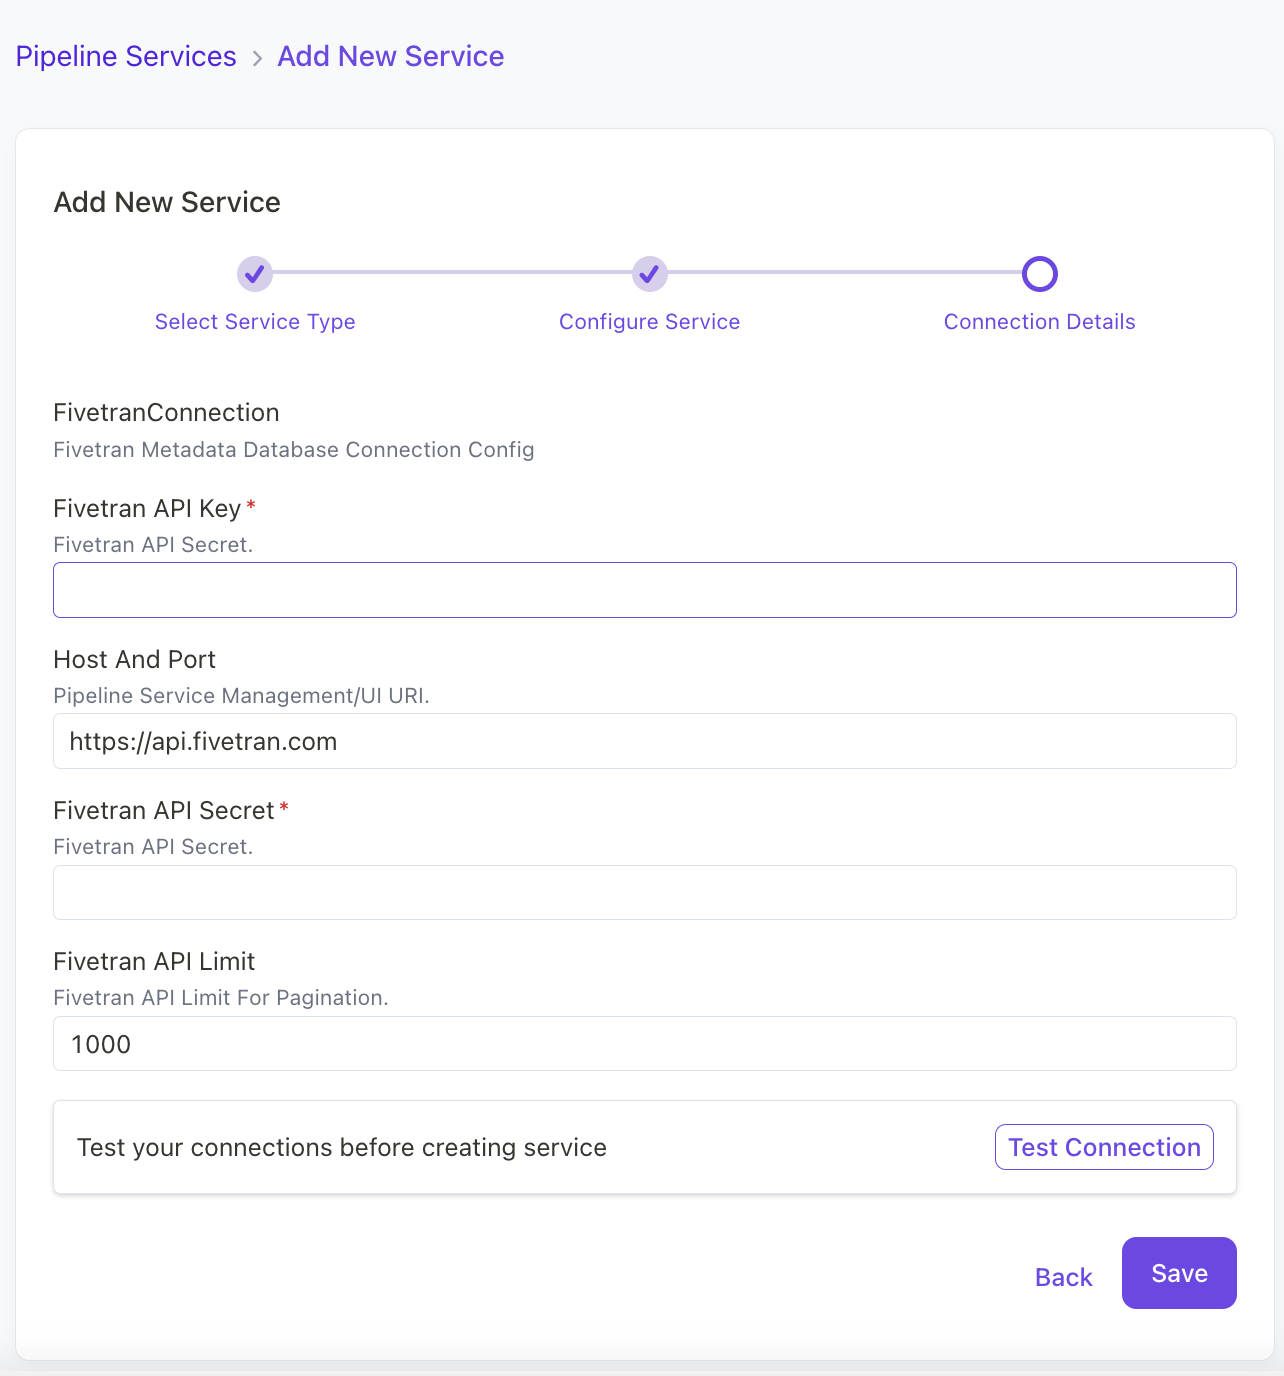 Pipeline Services > Add New Service
Add New Service
Select Service Type
Configure Service
Connection Details
FivetranConnection
Fivetran Metadata Database Connection Config
Fivetran API Key*
Fivetran API Secret.
Host And Port
Pipeline Service Management/UI URI.
https://api.fivetran.com
Fivetran API Secret*
Fivetran API Secret.
Fivetran API Limit
Fivetran API Limit For Pagination.
1000
Test your connections before creating service
Test Connection
Back
Save